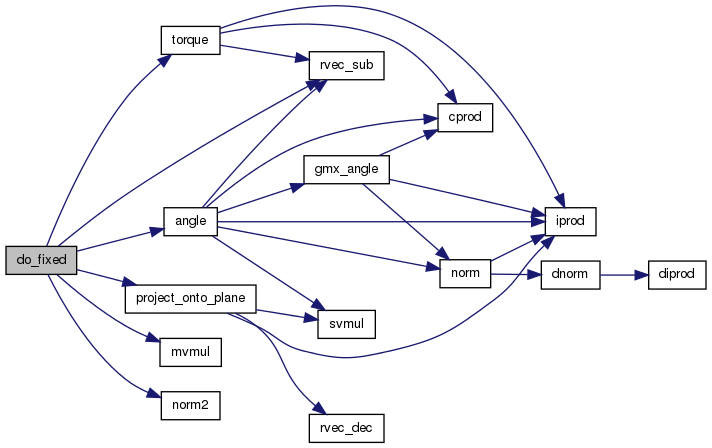 torque
rvec_sub
cprod
gmx_angle
angle
iprod
do_fixed
norm
dnorm
diprod
project_onto_plane
svmul
mvmul
norm2
rvec_dec